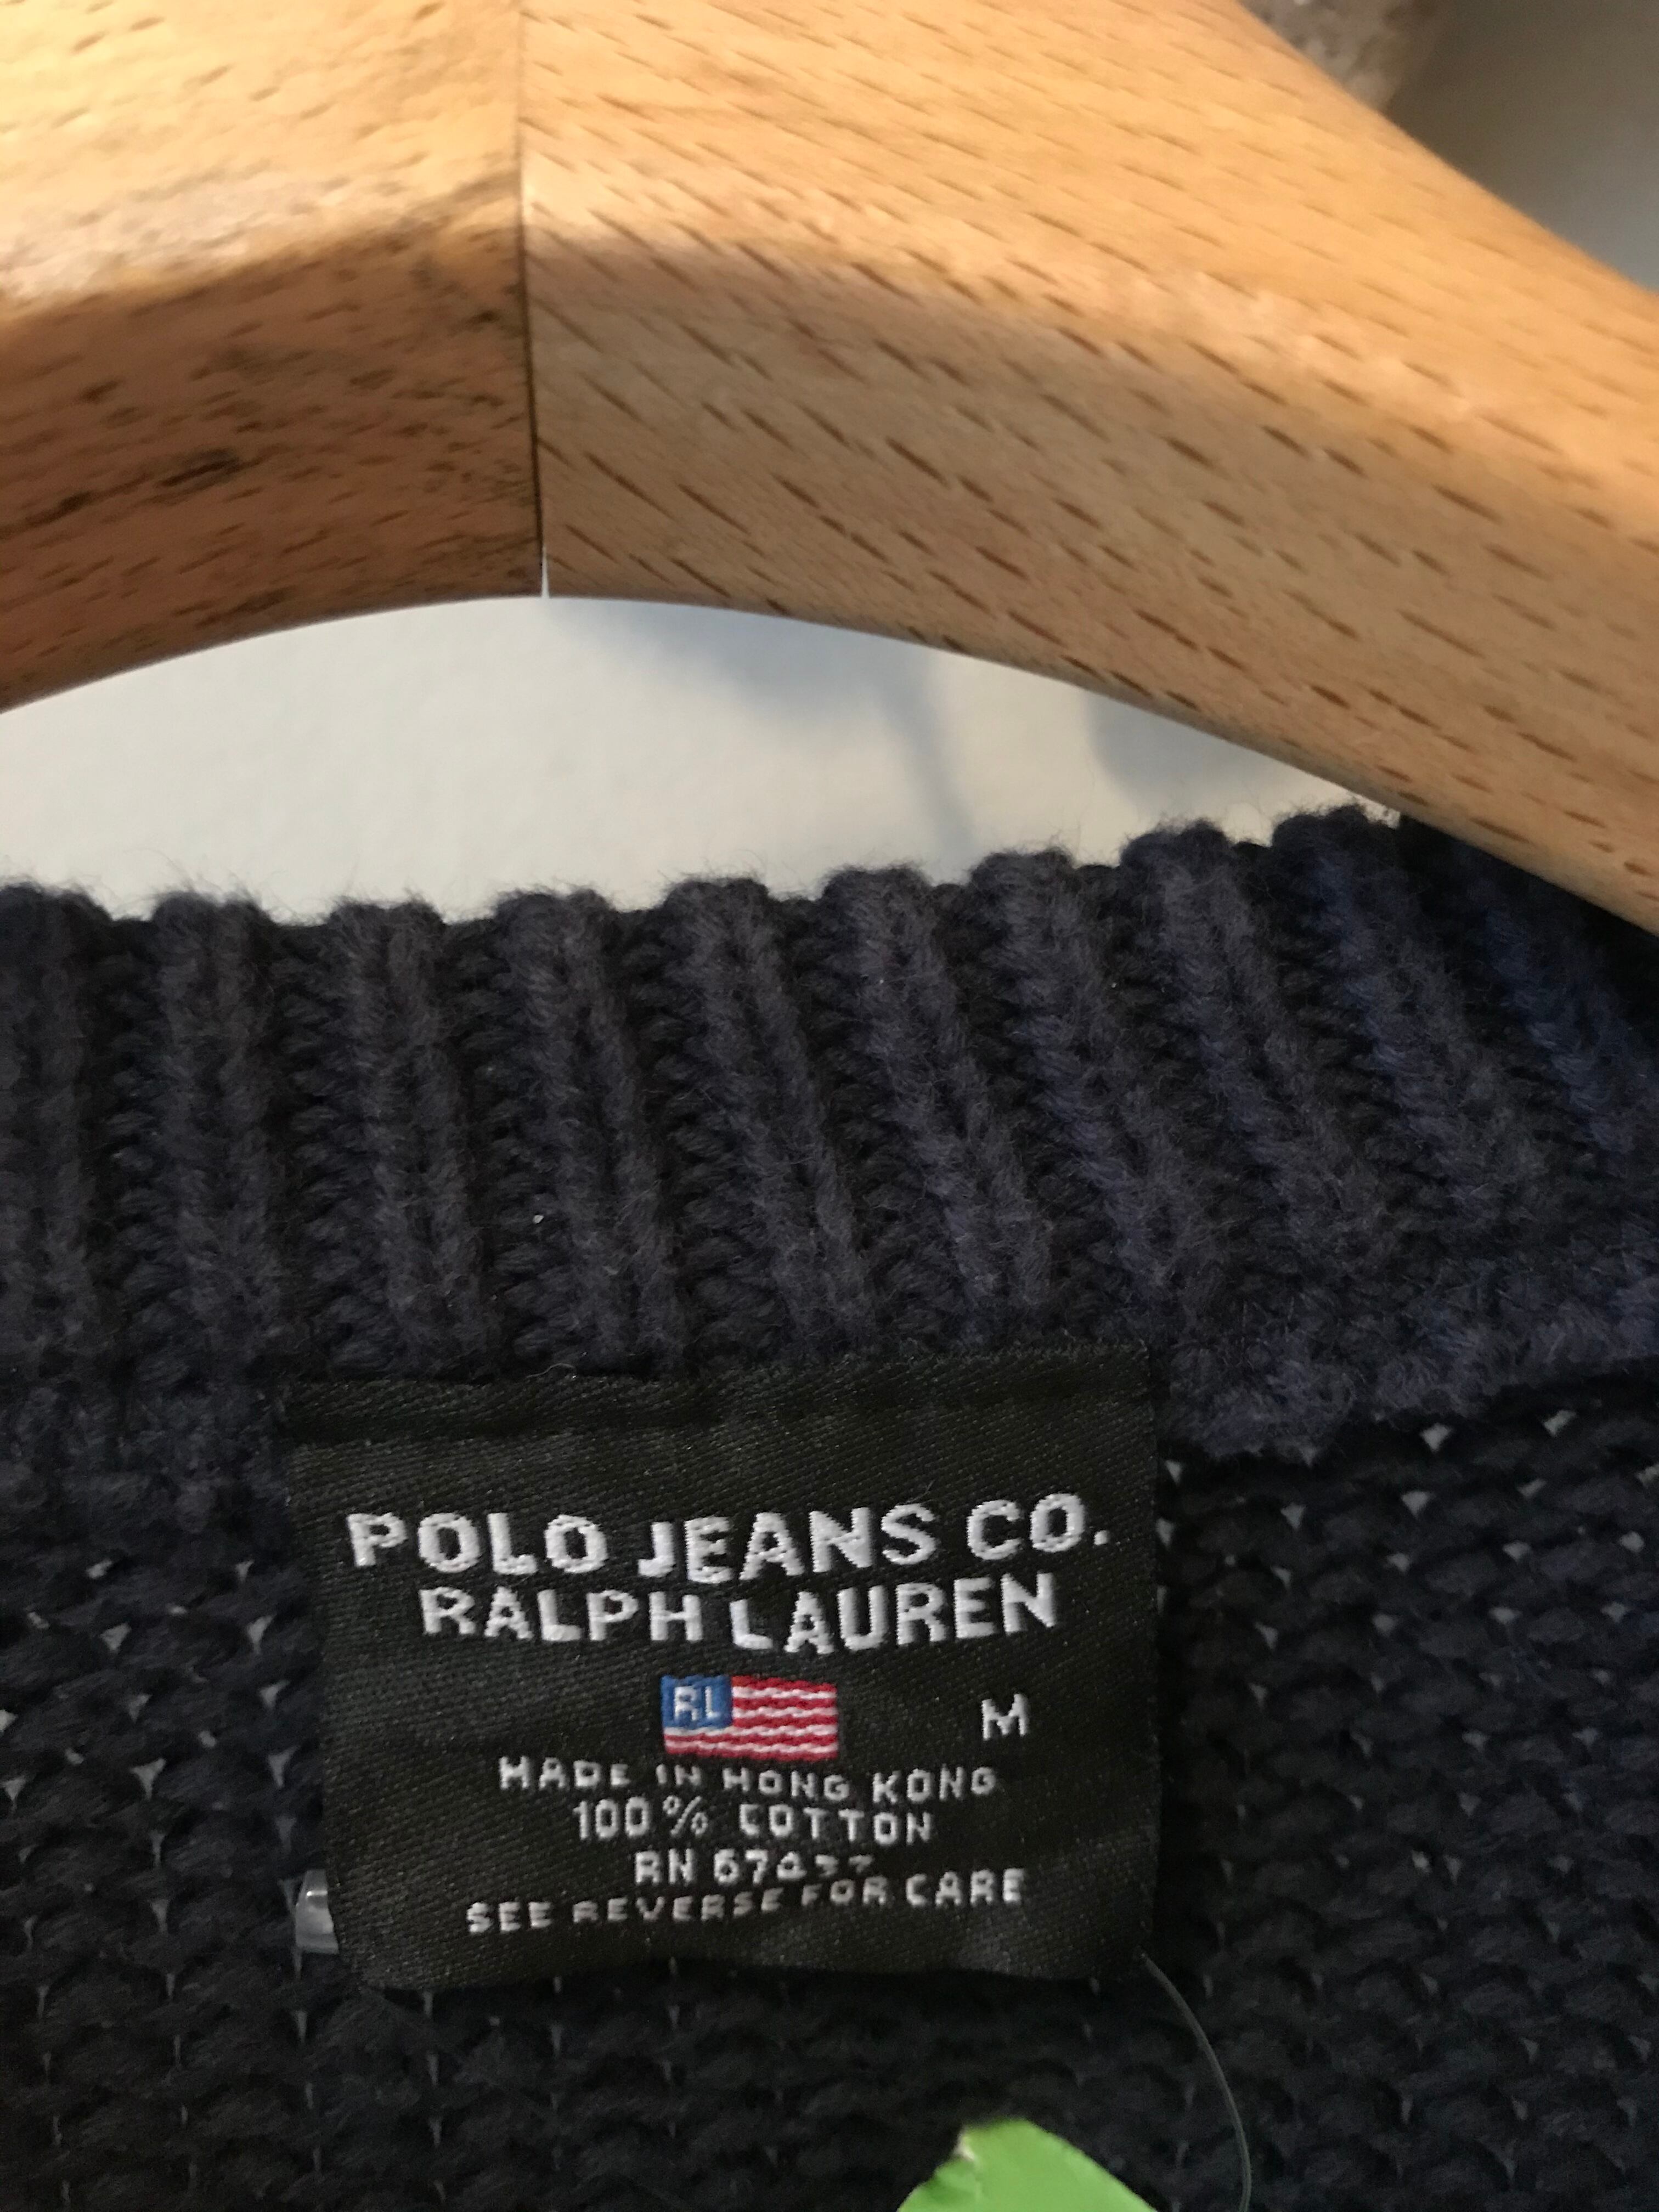 POLO JEANS CO.
RALPH LAUREN
RL
M
MADE IN HONG KONG
100% COTTON
RN
SEE REVERSE FOR CARE